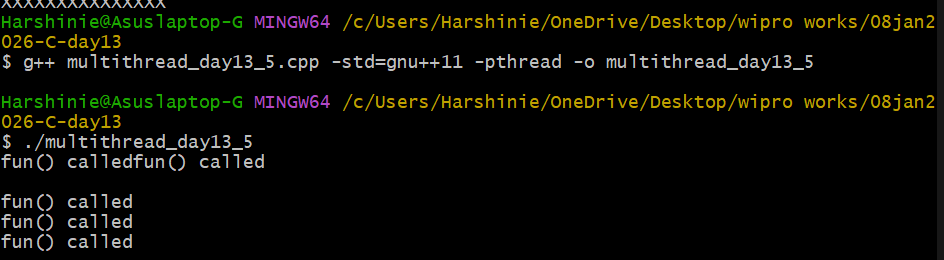 XXXXXXXXXXXXXXX
Harshinie@Asuslaptop-G MINGW64 /c/Users/Harshinie/OneDrive/Desktop/wipro works/08jan2
026-C-day13
$ g++ multithread_day13_5.cpp -std=gnu++11 -pthread -o multithread_day13_5
Harshinie@Asuslaptop-G MINGW64 /c/Users/Harshinie/OneDrive/Desktop/wipro works/08jan2
026-C-day13
$ ./multithread_day13_5
fun() calledfun() called
fun() called
fun() called
fun() called